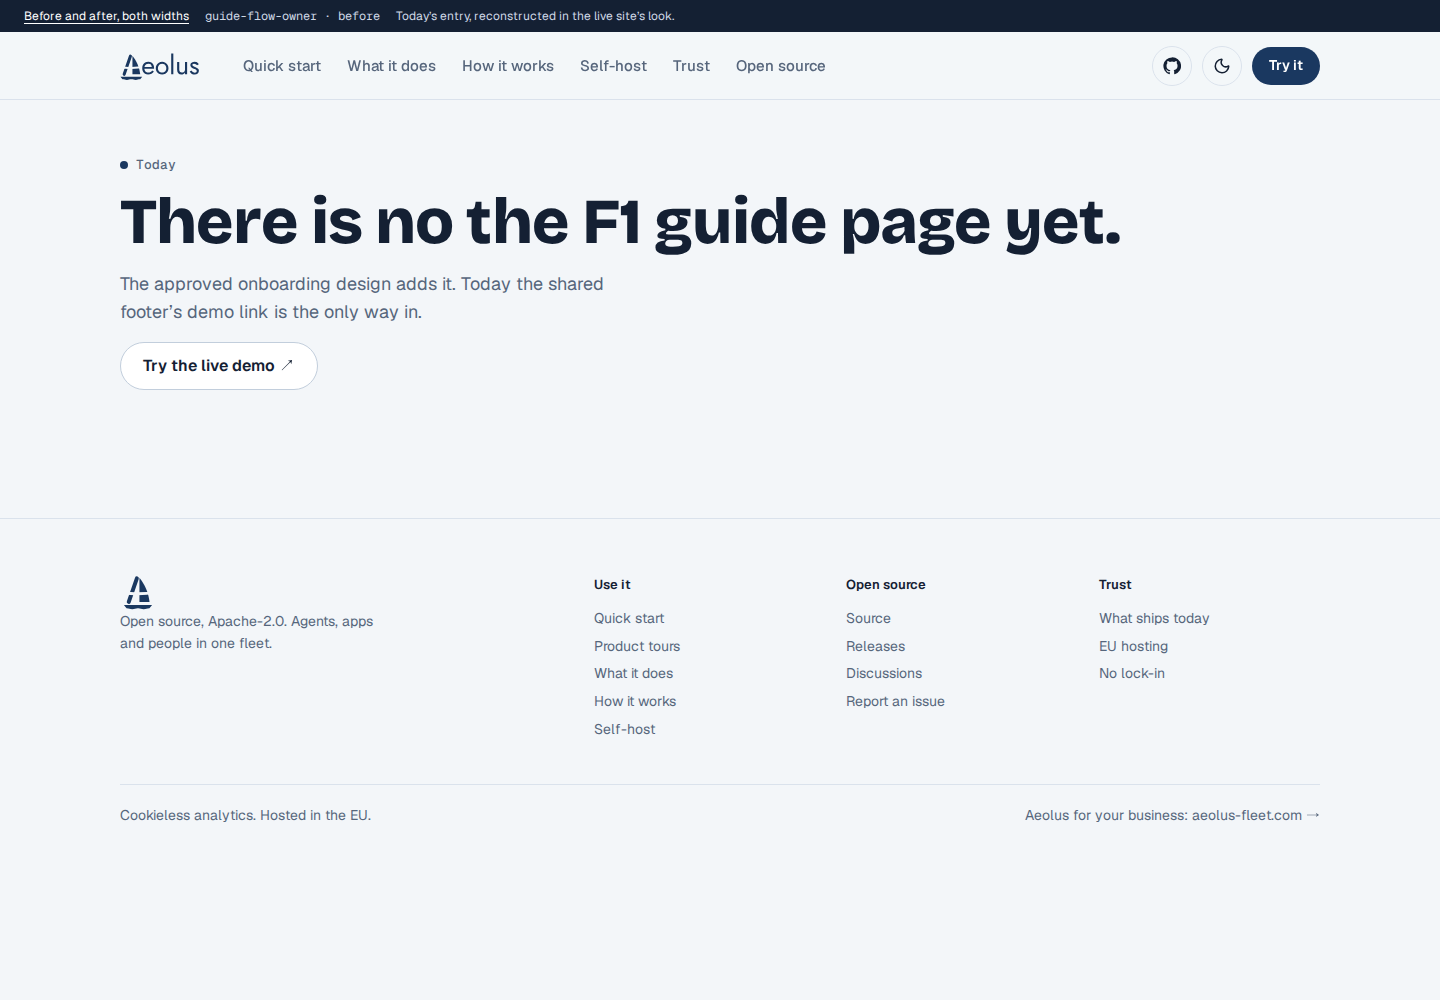 Before and after, both widths guide-flow-owner · before Today's entry, reconstructed in the live site's look.
Aeolus Quick start What it does How it works Self-host Trust Open source Try it
Today
There is no the F1 guide page yet.
The approved onboarding design adds it. Today the shared
footer's demo link is the only way in.
Try the live demo ↗
Use it
Open source
Trust
Open source, Apache-2.0. Agents, apps
and people in one fleet.
Quick start
Product tours
What it does
How it works
Self-host
Source
Releases
Discussions
Report an issue
What ships today
EU hosting
No lock-in
Cookieless analytics. Hosted in the EU.
Aeolus for your business: aeolus-fleet.com →